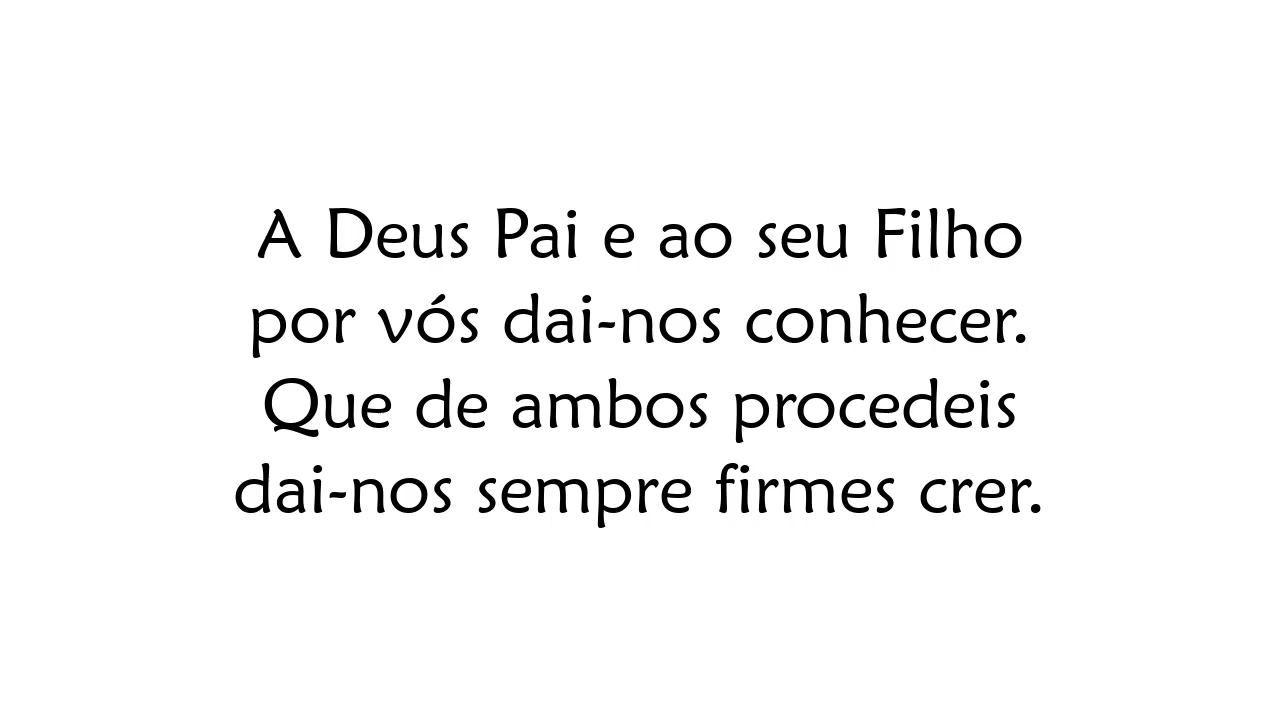 A Deus Pai e ao seu Filho
por vós dai-nos conhecer.
Que de ambos procedeis
dai-nos sempre firmes crer.